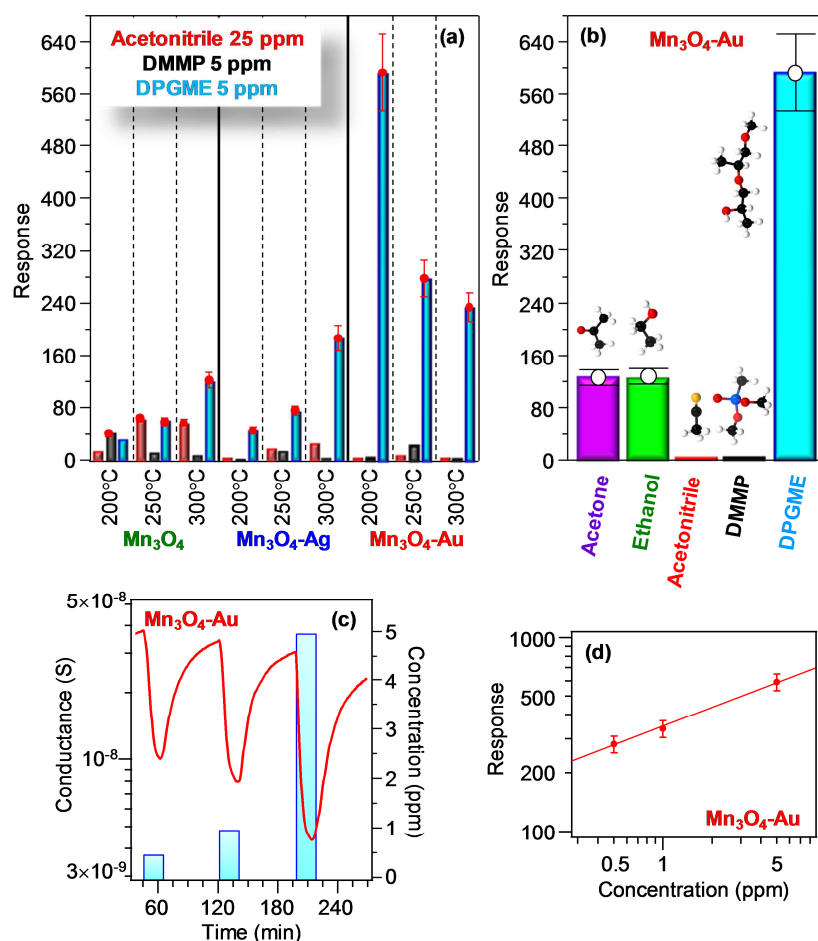 (a)
Acetonitrile 25 ppm
DMMP 5 ppm
DPGME 5 ppm
Response
640
560
480
400
320
240
160
80
0
200°C
250°C
300°C
200°C
250°C
300°C
200°C
250°C
300°C
Mn₃O₄
Mn₃O₄-Ag
Mn₃O₄-Au
(b)
Mn₃O₄-Au
Response
640
560
480
400
320
240
160
80
0
Acetone
Ethanol
Acetonitrile
DMMP
DPGME
(c)
Mn₃O₄-Au
Conductance (S)
5×10⁻⁸
10⁻⁸
3×10⁻⁹
Concentration (ppm)
5
4
3
2
1
0
60
120
180
240
Time (min)
(d)
Response
1000
500
200
100
Mn₃O₄-Au
0.5
1
5
Concentration (ppm)